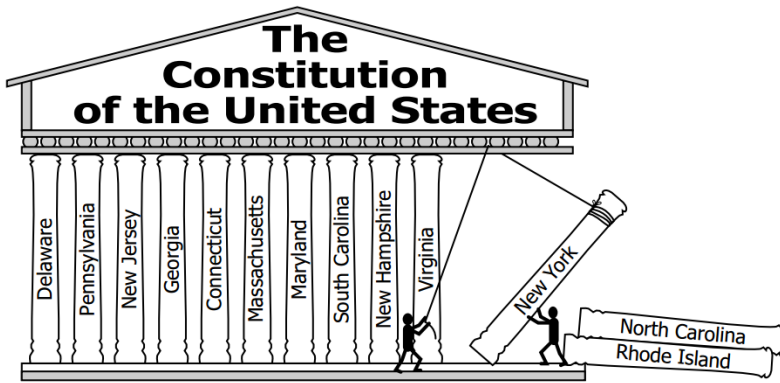 The
Constitution
of the United States
Delaware
Pennsylvania
New Jersey
Georgia
Connecticut
Massachusetts
Maryland
South Carolina
New Hampshire
Virginia
New York
North Carolina
Rhode Island